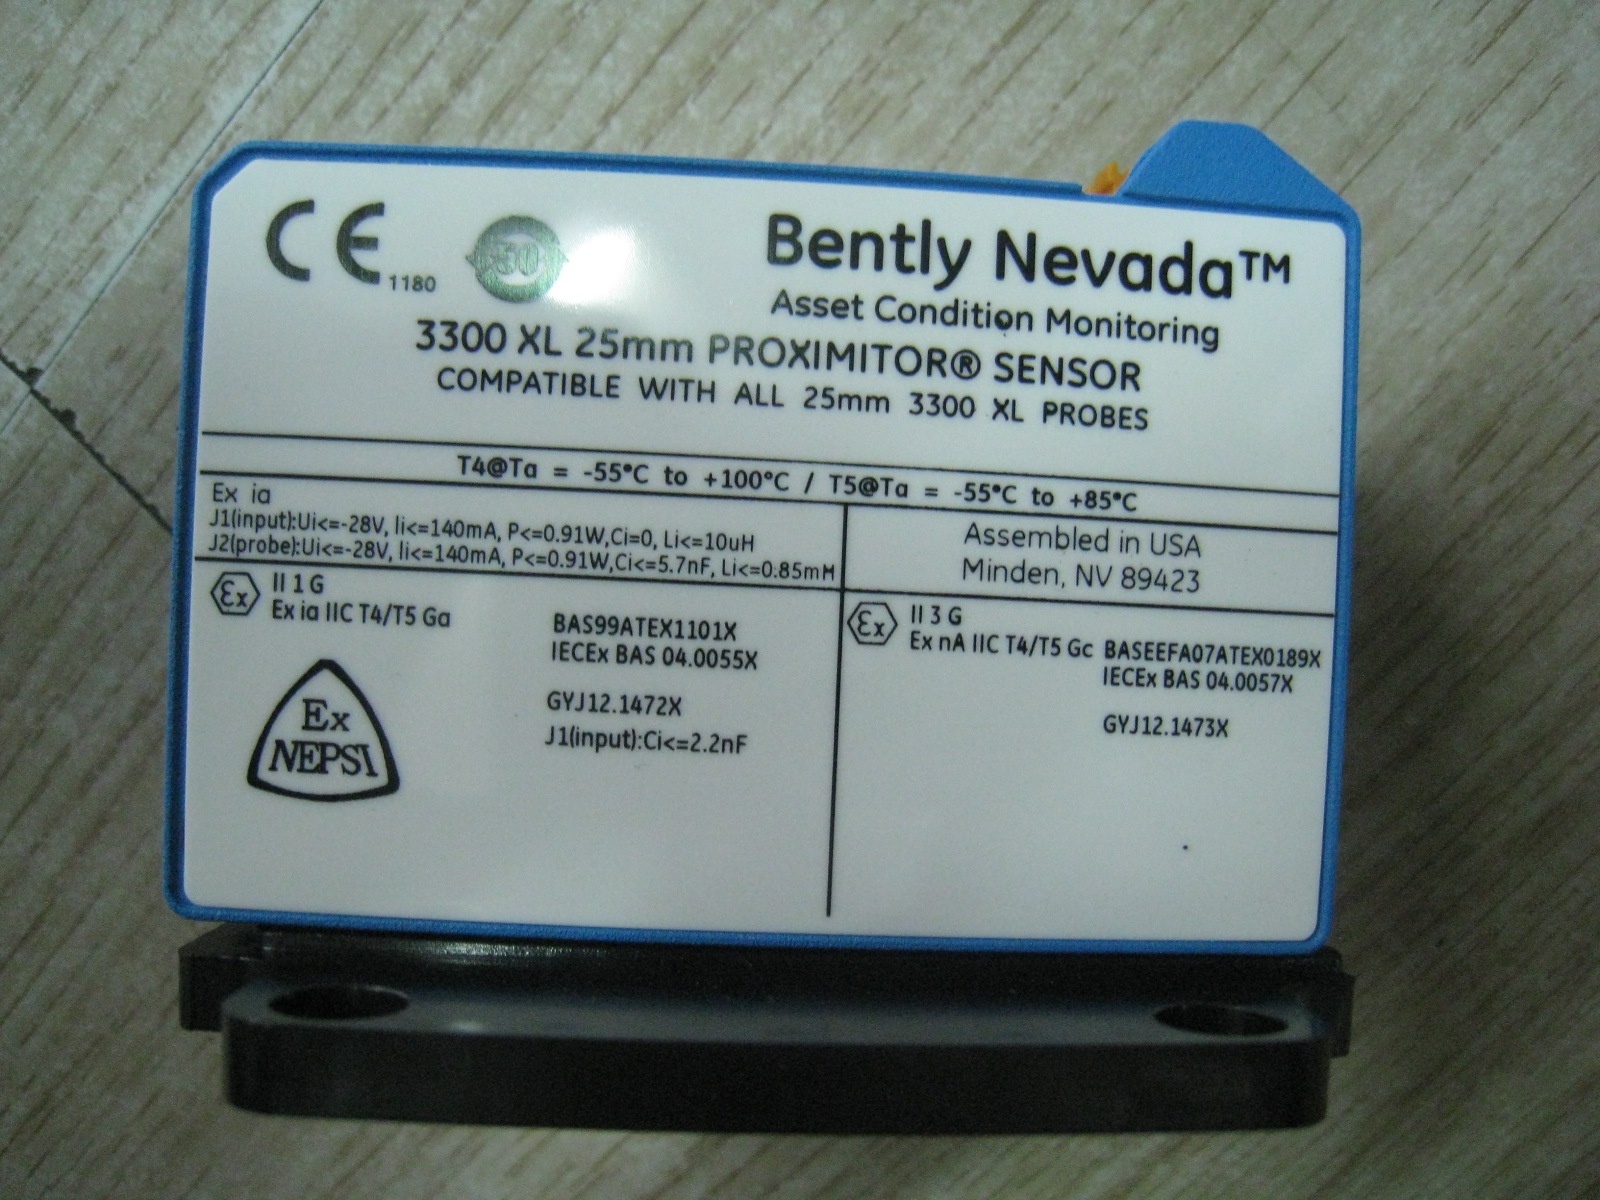 CE 1180
50
Bently Nevada™
Asset Condition Monitoring
3300 XL 25mm PROXIMITOR® SENSOR
COMPATIBLE WITH ALL 25mm 3300 XL PROBES
T4@Ta = -55°C to +100°C / T5@Ta = -55°C to +85°C
Ex ia
J1(input):Ui<=-28V, li<=140mA, P<=0.91W,Ci=0, Li<=10uH
J2(probe):Ui<=-28V, li<=140mA, P<=0.91W,Ci<=5.7nF, Li<=0.85mH
Assembled in USA
Minden, NV 89423
Ex II 1 G
Ex ia IIC T4/T5 Ga
BAS99ATEX1101X
IECEx BAS 04.0055X
GYJ12.1472X
J1(input):Ci<=2.2nF
Ex
NEPSI
Ex II 3 G
Ex nA IIC T4/T5 Gc BASEEFA07ATEX0189X
IECEx BAS 04.0057X
GYJ12.1473X